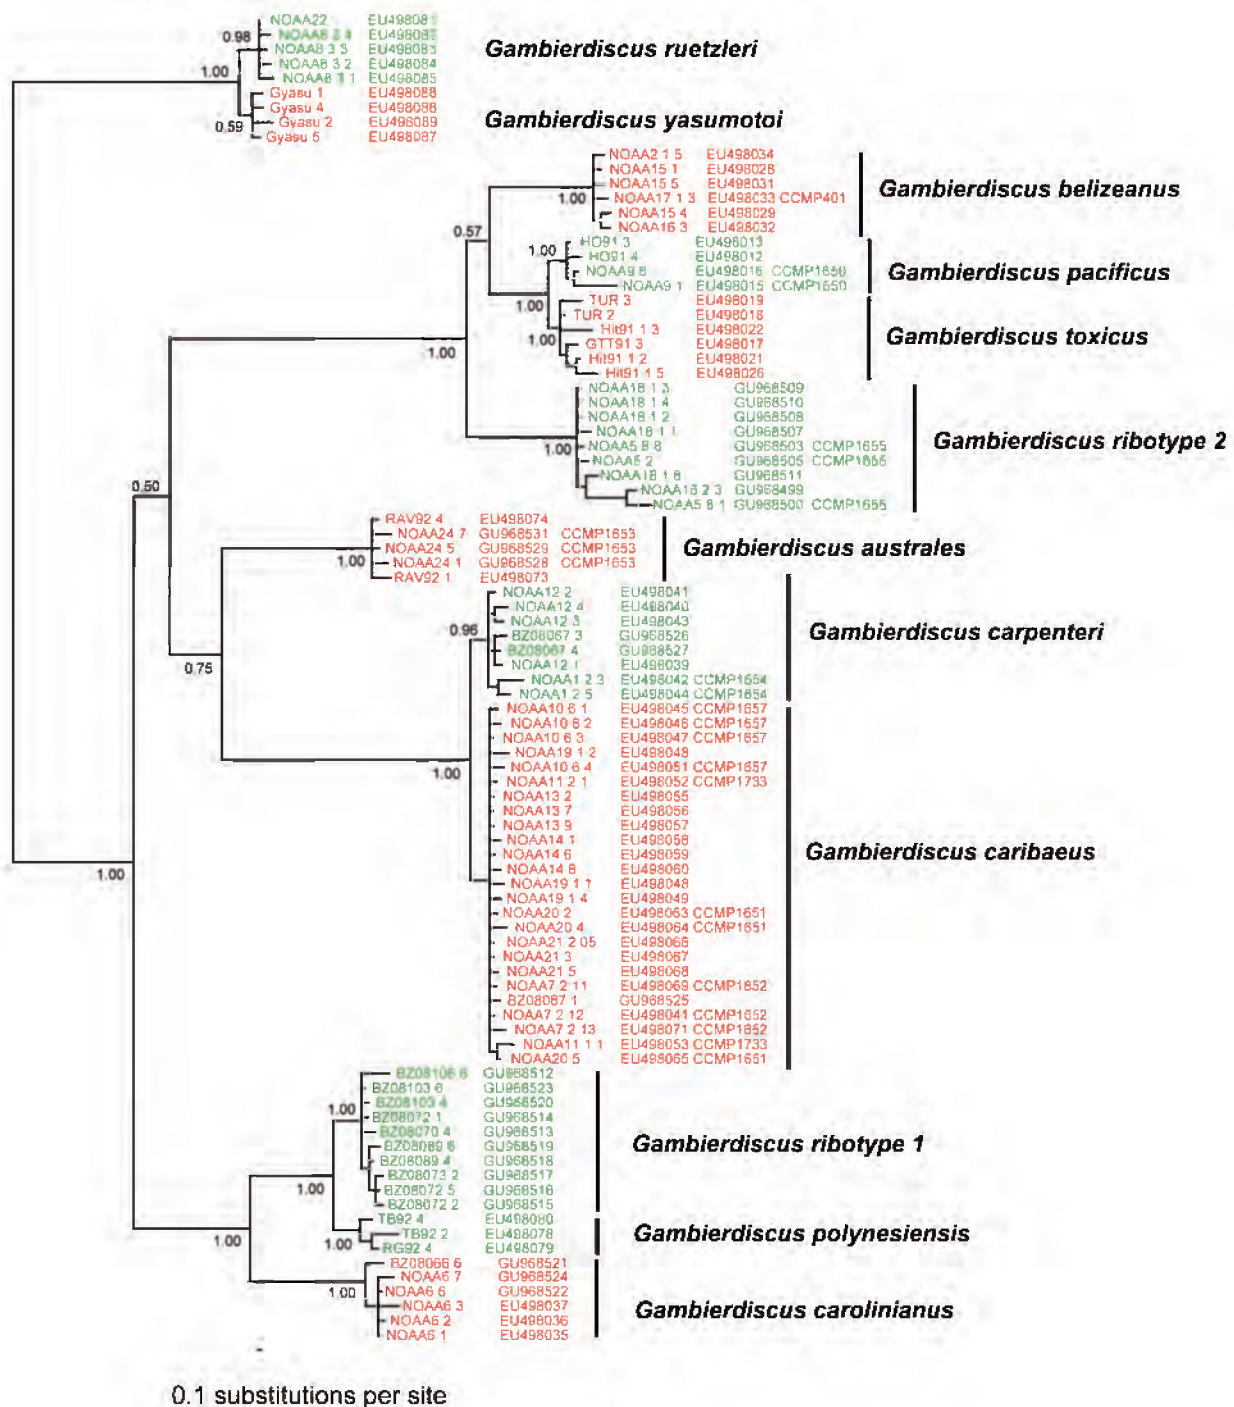 NOAA22 EU498081
0.98
NOAA8 3 4
NOAA8 3 3 EU498083
Gambierdiscus ruetzleri
NOAA8 3 2 EU498084
1.00
NOAA8 3 1 EU498085
Gyasu 1 EU498088
Gyasu 4 EU498088
Gyasu 2 EU498089
Gambierdiscus yasumotoi
0.59
Gyasu 5 EU498087
NOAA2 1 5 EU498034
NOAA15 1 EU498028
NOAA15 5 EU498031
Gambierdiscus belizeanus
1.00
NOAA17 1 3 EU498033 CCMP401
NOAA15 4 EU498029
NOAA16 3 EU498032
0.57
HO91 3 EU498013
1.00
HO91 4 EU498012
NOAA9 6 EU498016 CCMP1650
Gambierdiscus pacificus
NOAA9 1 EU498015 CCMP1650
1.00
TUR 3 EU498019
TUR 2 EU498018
Hit91 1 3 EU498022
Gambierdiscus toxicus
1.00
GTT91 3 EU498017
1.00
Hit91 1 2 EU498021
Hit91 1 5 EU498026
NOAA18 1 3 GU968509
NOAA18 1 4 GU968510
NOAA18 1 2 GU968508
NOAA18 1 1 GU968507
Gambierdiscus ribotype 2
1.00
NOAA5 8 6 GU968503 CCMP1655
NOAA5 2 GU968505 CCMP1655
NOAA18 1 6 GU968511
0.50
NOAA18 2 3 GU968499
NOAA5 8 1 GU968500 CCMP1655
RAV92 4 EU498074
NOAA24 7 GU968531 CCMP1653
NOAA24 5 GU968529 CCMP1653
Gambierdiscus australes
1.00
NOAA24 1 GU968528 CCMP1653
RAV92 1 EU498073
NOAA12 2 EU498041
NOAA12 4 EU498040
NOAA12 3 EU498043
0.96
BZ08067 3 GU968526
Gambierdiscus carpenteri
BZ08067 4 GU968527
0.75
NOAA12 1 EU498039
NOAA1 2 3 EU498042 CCMP1654
NOAA1 2 5 EU498044 CCMP1654
NOAA10 6 1 EU498045 CCMP1657
NOAA10 6 2 EU498046 CCMP1657
NOAA10 6 3 EU498047 CCMP1657
NOAA19 1 2 EU498048
1.00
NOAA10 6 4 EU498051 CCMP1657
NOAA11 2 1 EU498052 CCMP1733
NOAA13 2 EU498055
NOAA13 7 EU498056
NOAA13 9 EU498057
NOAA14 1 EU498058
NOAA14 6 EU498059
Gambierdiscus caribaeus
NOAA14 8 EU498060
1.00
NOAA19 1 1 EU498048
NOAA19 1 4 EU498049
NOAA20 2 EU498063 CCMP1651
NOAA20 4 EU498064 CCMP1651
NOAA21 2 05 EU498066
NOAA21 3 EU498067
NOAA21 5 EU498068
NOAA7 2 11 EU498069 CCMP1652
BZ08087 1 GU968525
NOAA7 2 12 EU498041 CCMP1652
NOAA7 2 13 EU498071 CCMP1652
NOAA11 1 1 EU498053 CCMP1733
NOAA20 5 EU498065 CCMP1651
BZ08106 6 GU968512
BZ08103 6 GU968523
BZ08103 4 GU968520
1.00
BZ08072 1 GU968514
BZ08070 4 GU968513
BZ08089 6 GU968519
Gambierdiscus ribotype 1
BZ08089 4 GU968518
BZ08073 2 GU968517
1.00
BZ08072 5 GU968516
BZ08072 2 GU968515
TB92 4 EU498080
TB92 2 EU498078
Gambierdiscus polynesiensis
1.00
1.00
RG92 4 EU498079
BZ08066 6 GU968521
NOAA6 7 GU968524
NOAA6 6 GU968522
1.00
NOAA6 3 EU498037
Gambierdiscus carolinianus
NOAA6 2 EU498036
NOAA6 1 EU498035
0.1 substitutions per site